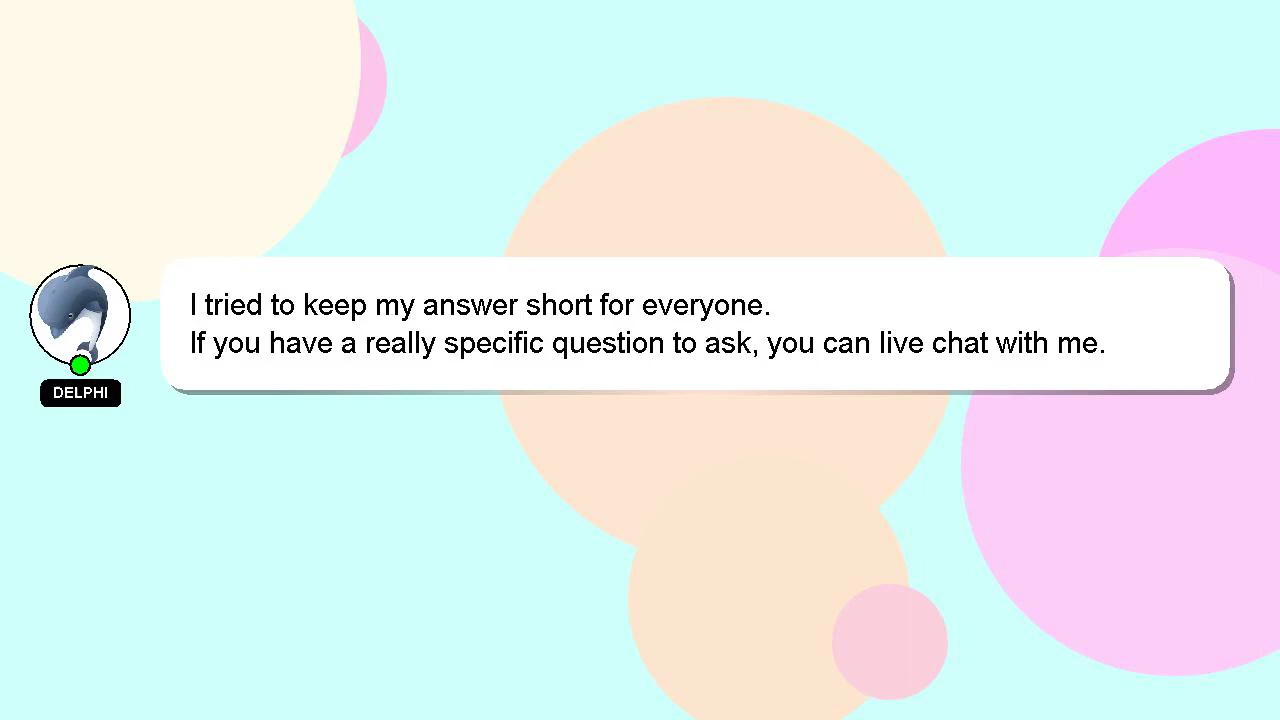 I tried to keep my answer short for everyone.
If you have a really specific question to ask, you can live chat with me.
DELPHI